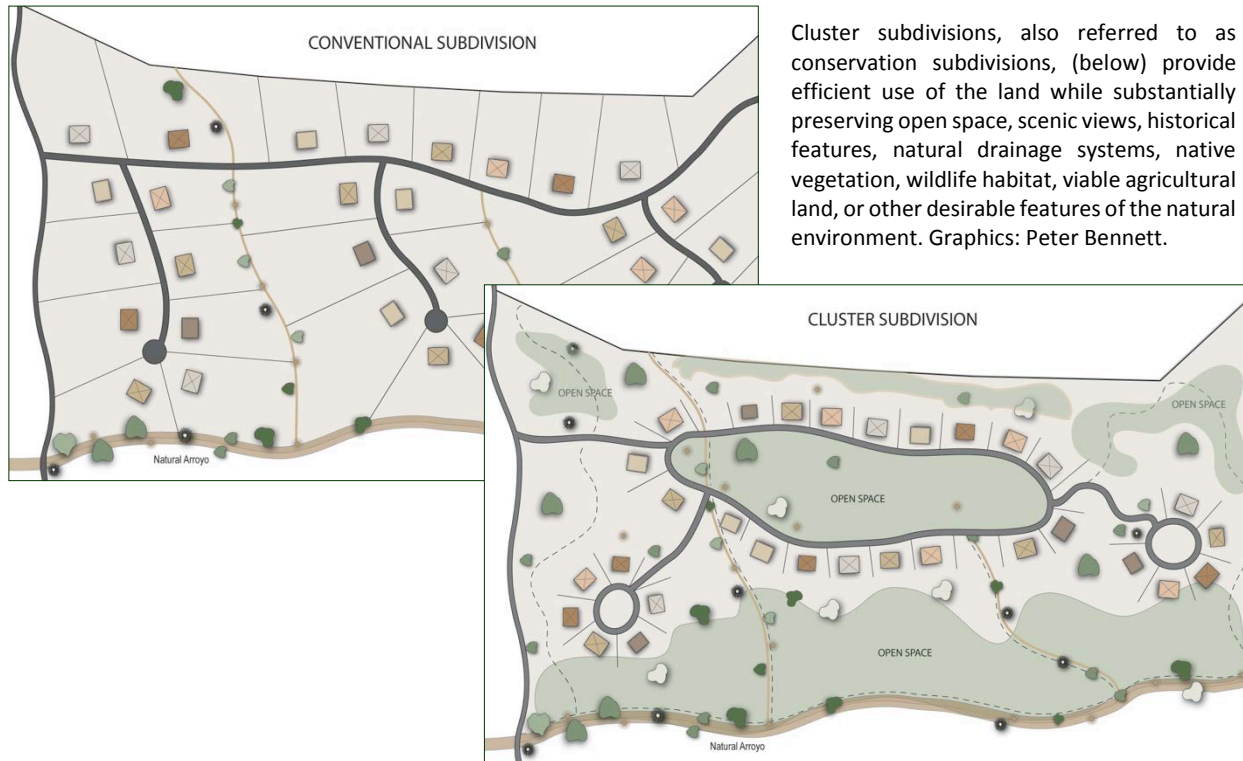 CONVENTIONAL SUBDIVISION
Natural Arroyo
Cluster subdivisions, also referred to as
conservation subdivisions, (below) provide
efficient use of the land while substantially
preserving open space, scenic views, historical
features, natural drainage systems, native
vegetation, wildlife habitat, viable agricultural
land, or other desirable features of the natural
environment. Graphics: Peter Bennett.
CLUSTER SUBDIVISION
OPEN SPACE
OPEN SPACE
OPEN SPACE
OPEN SPACE
Natural Arroyo